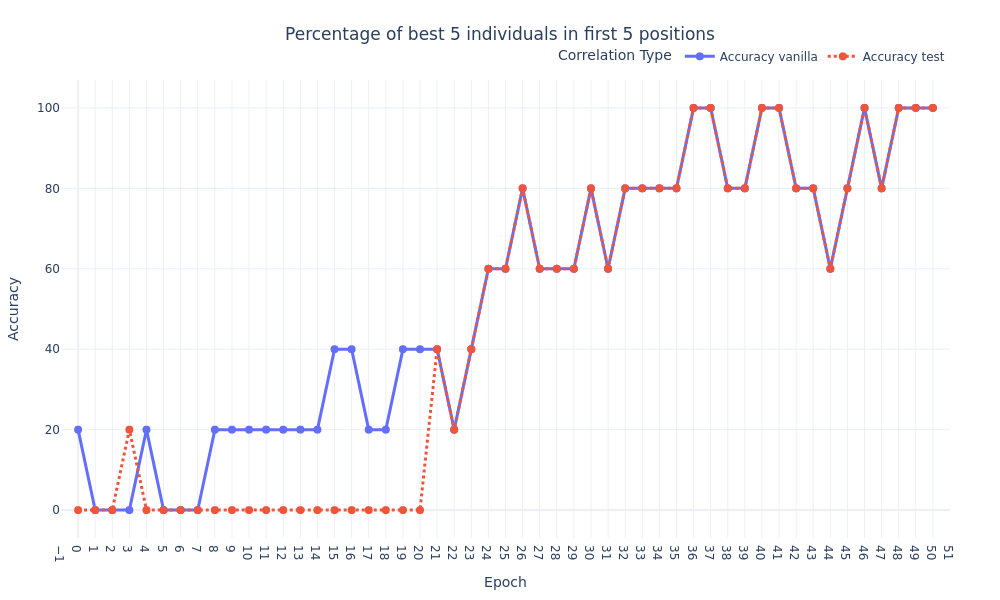 Percentage of best 5 individuals in first 5 positions
Correlation Type Accuracy vanilla Accuracy test
100
80
60
40
20
0
Accuracy
−1 0 1 2 3 4 5 6 7 8 9 10 11 12 13 14 15 16 17 18 19 20 21 22 23 24 25 26 27 28 29 30 31 32 33 34 35 36 37 38 39 40 41 42 43 44 45 46 47 48 49 50 51
Epoch